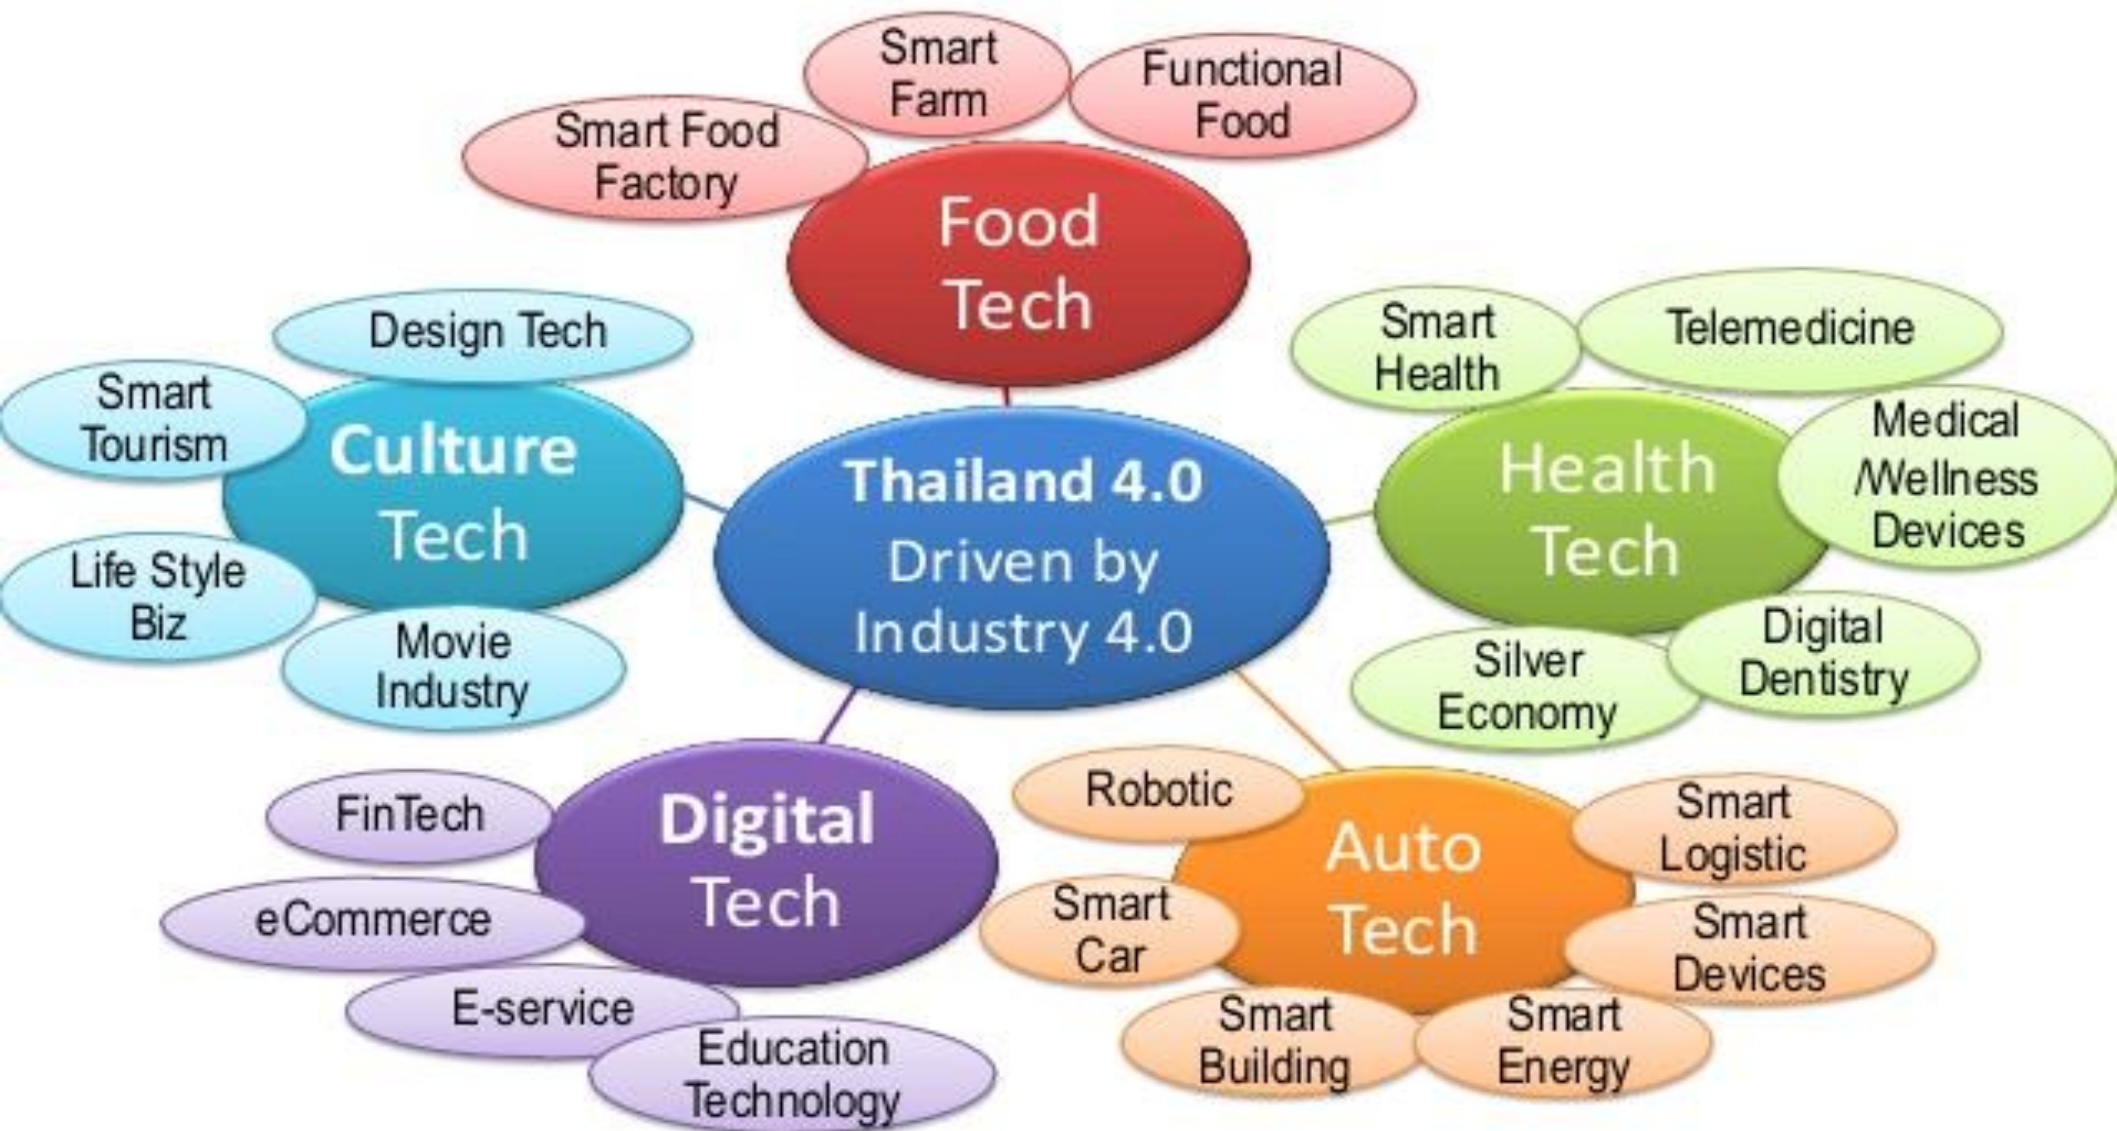 Smart
Farm
Functional
Food
Smart Food
Factory
Food
Tech
Design Tech
Smart
Tourism
Culture
Tech
Life Style
Biz
Movie
Industry
Thailand 4.0
Driven by
Industry 4.0
Smart
Health
Telemedicine
Medical
/Wellness
Devices
Health
Tech
Digital
Dentistry
Silver
Economy
FinTech
eCommerce
E-service
Education
Technology
Digital
Tech
Robotic
Smart
Car
Auto
Tech
Smart
Logistic
Smart
Devices
Smart
Building
Smart
Energy